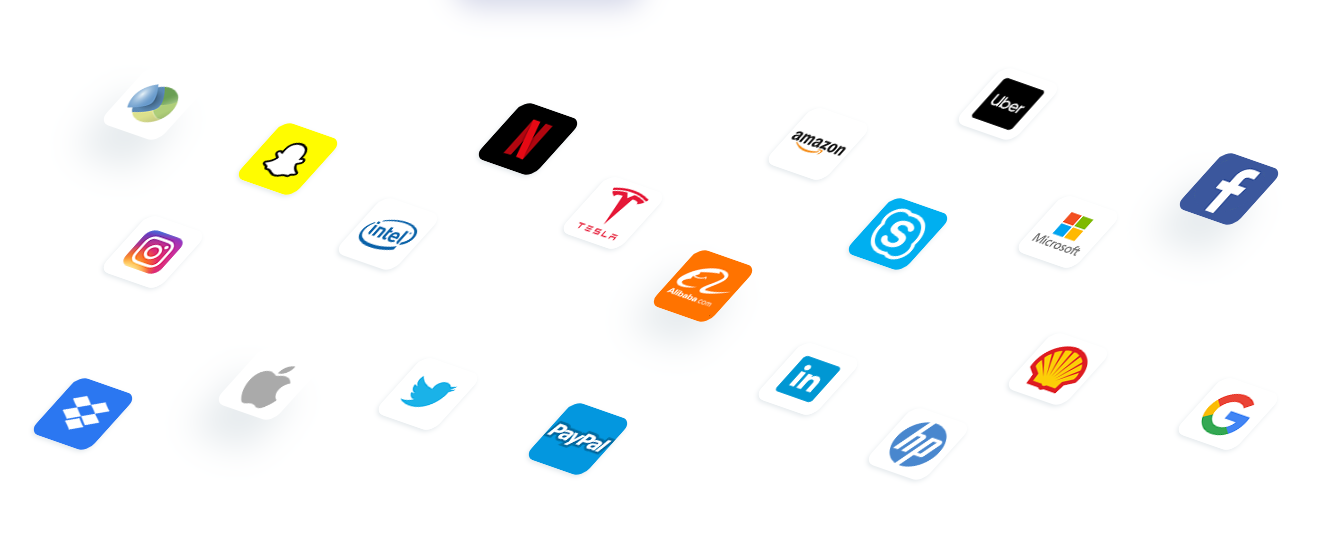 Uber
amazon
intel
TESLA
Microsoft
Alibaba.com
in
PayPal
hp